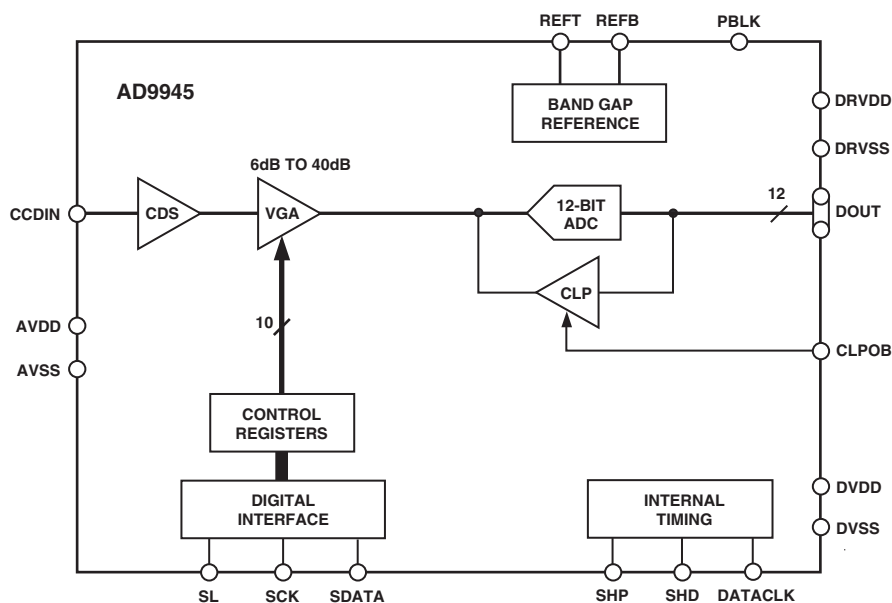 REFT REFB PBLK
AD9945
BAND GAP
REFERENCE
DRVDD
DRVSS
6dB TO 40dB
CCDIN
CDS
VGA
12-BIT
ADC
12
DOUT
CLP
10
AVDD
AVSS
CLPOB
CONTROL
REGISTERS
DIGITAL
INTERFACE
INTERNAL
TIMING
DVDD
DVSS
SL SCK SDATA
SHP SHD DATACLK